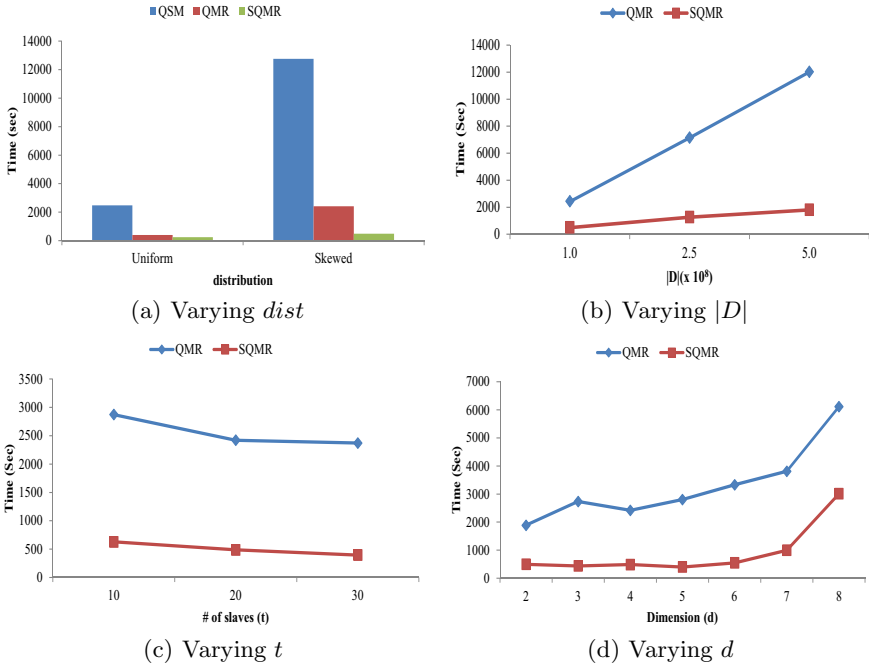 QSM QMR SQMR
14000
12000
10000
8000
6000
4000
2000
0
Time (sec)
Uniform Skewed
distribution
(a) Varying dist
QMR SQMR
14000
12000
10000
8000
6000
4000
2000
0
Time (Sec)
1.0 2.5 5.0
|D|(x 10⁸)
(b) Varying |D|
QMR SQMR
3500
3000
2500
2000
1500
1000
500
0
Time (Sec)
10 20 30
# of slaves (t)
(c) Varying t
QMR SQMR
7000
6000
5000
4000
3000
2000
1000
0
Time (Sec)
2 3 4 5 6 7 8
Dimension (d)
(d) Varying d